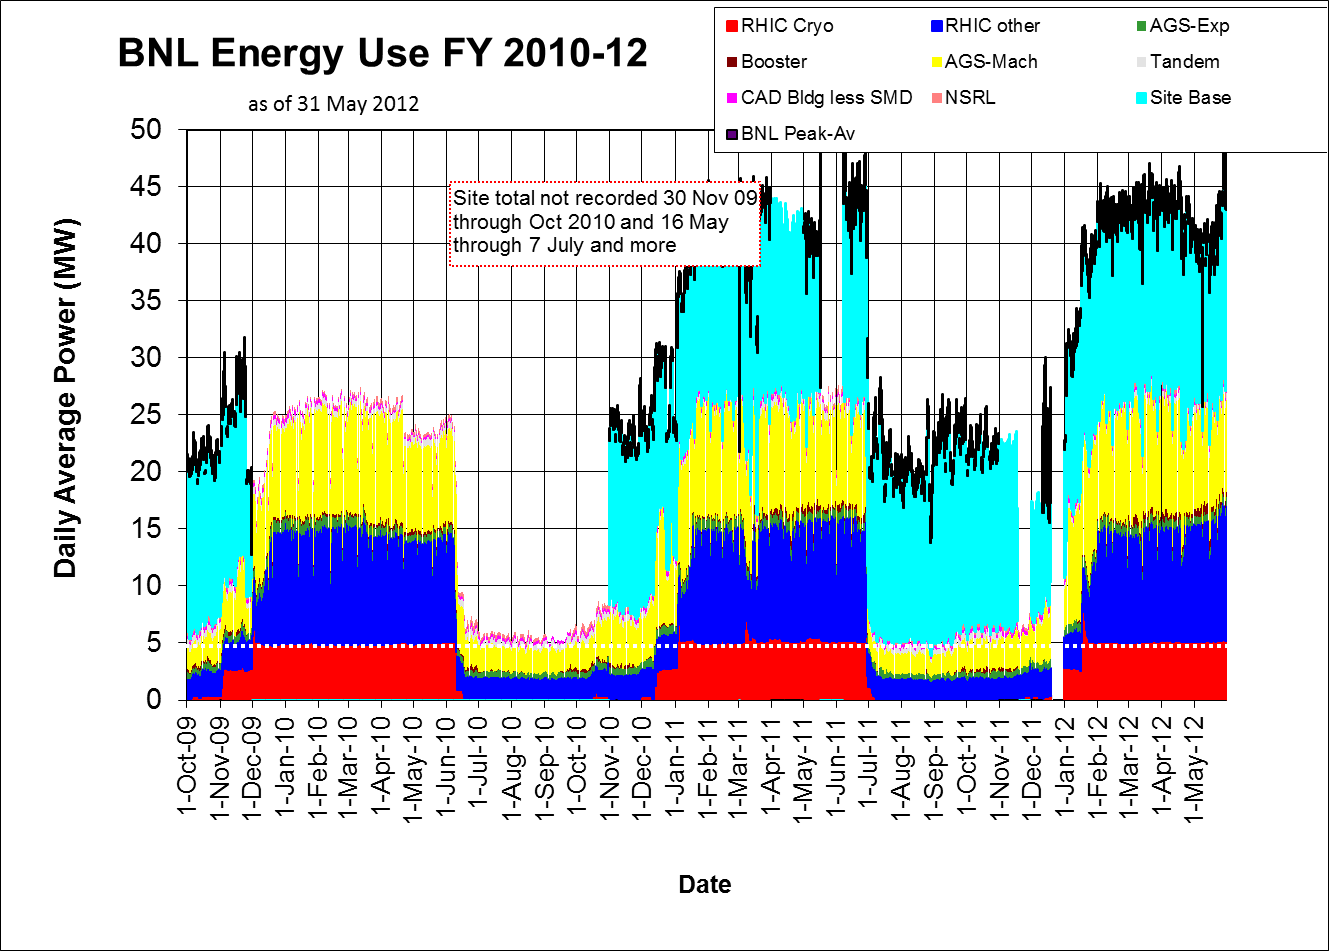 BNL Energy Use FY 2010-12
as of 31 May 2012
RHIC Cryo
RHIC other
AGS-Exp
Booster
AGS-Mach
Tandem
CAD Bldg less SMD
NSRL
Site Base
BNL Peak-Av
Site total not recorded 30 Nov 09
through Oct 2010 and 16 May
through 7 July and more
Daily Average Power (MW)
50
45
40
35
30
25
20
15
10
5
0
1-Oct-09
1-Nov-09
1-Dec-09
1-Jan-10
1-Feb-10
1-Mar-10
1-Apr-10
1-May-10
1-Jun-10
1-Jul-10
1-Aug-10
1-Sep-10
1-Oct-10
1-Nov-10
1-Dec-10
1-Jan-11
1-Feb-11
1-Mar-11
1-Apr-11
1-May-11
1-Jun-11
1-Jul-11
1-Aug-11
1-Sep-11
1-Oct-11
1-Nov-11
1-Dec-11
1-Jan-12
1-Feb-12
1-Mar-12
1-Apr-12
1-May-12
Date